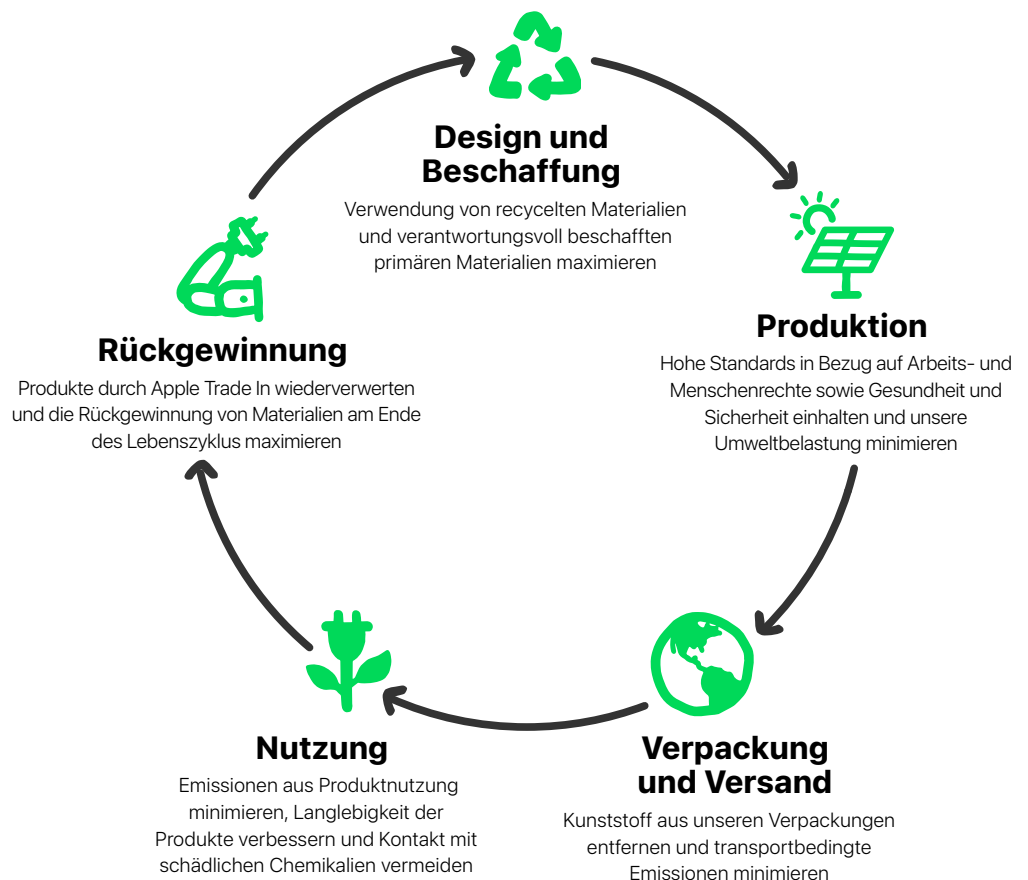 Design und
Beschaffung
Verwendung von recycelten Materialien
und verantwortungsvoll beschafften
primären Materialien maximieren
Produktion
Hohe Standards in Bezug auf Arbeits- und
Menschenrechte sowie Gesundheit und
Sicherheit einhalten und unsere
Umweltbelastung minimieren
Verpackung
und Versand
Kunststoff aus unseren Verpackungen
entfernen und transportbedingte
Emissionen minimieren
Nutzung
Emissionen aus Produktnutzung
minimieren, Langlebigkeit der
Produkte verbessern und Kontakt mit
schädlichen Chemikalien vermeiden
Rückgewinnung
Produkte durch Apple Trade In wiederverwerten
und die Rückgewinnung von Materialien am Ende
des Lebenszyklus maximieren